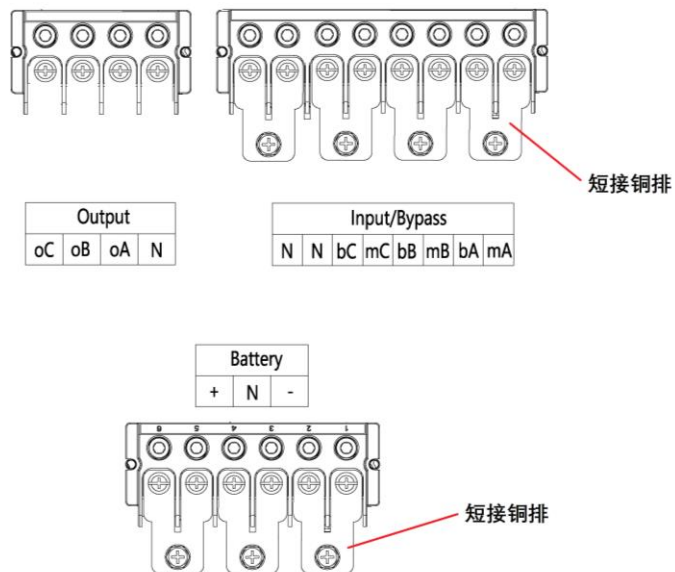 短接铜排
Output
oC oB oA N
Input/Bypass
N N bC mC bB mB bA mA
Battery
+ N -
6 5 4 3 2 1
短接铜排